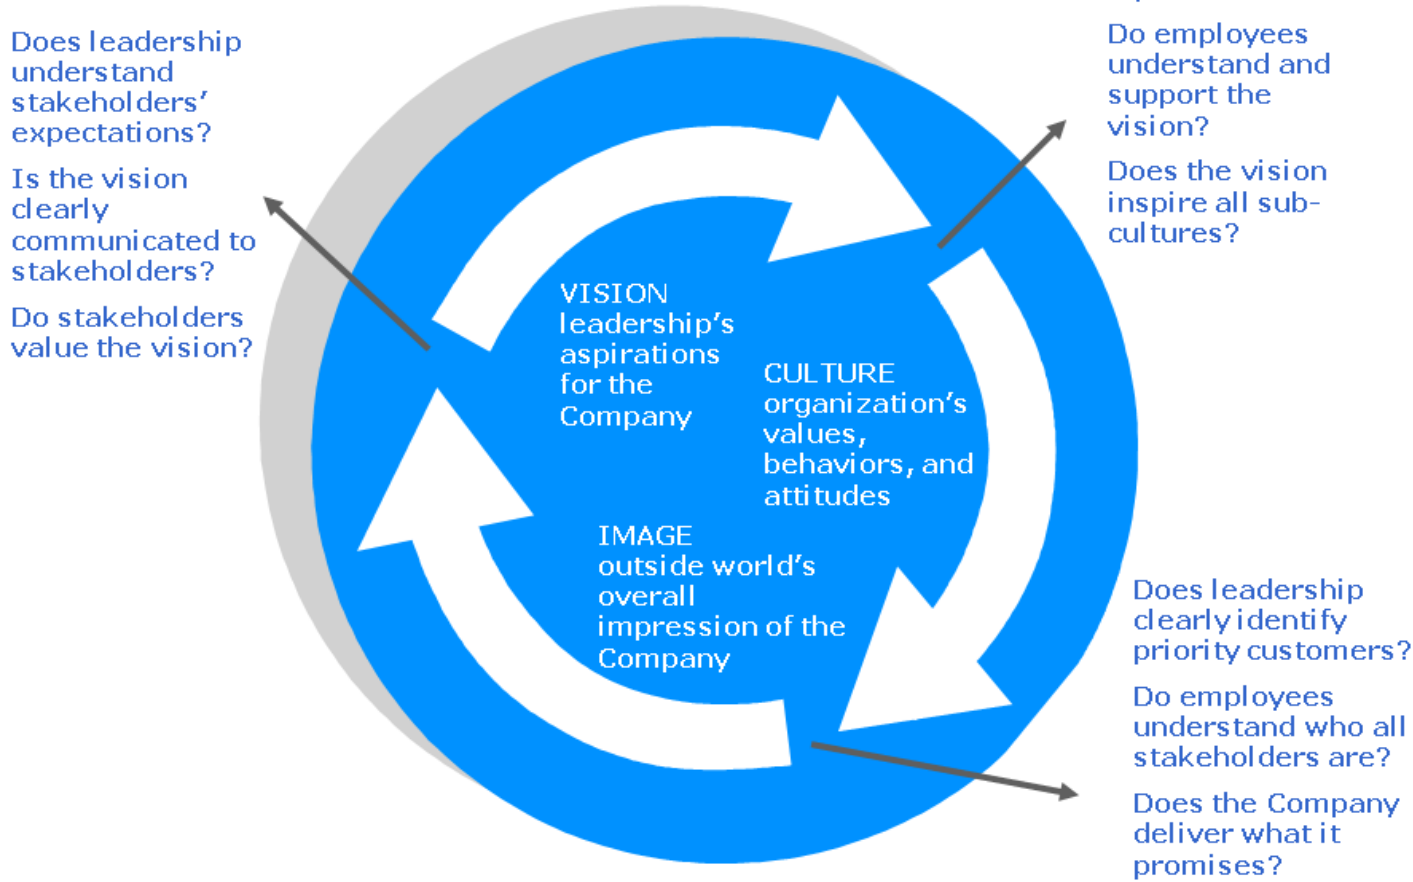 Does leadership
understand
stakeholders’
expectations?
Is the vision
clearly
communicated to
stakeholders?
Do stakeholders
value the vision?
Do employees
understand and
support the
vision?
Does the vision
inspire all sub-
cultures?
VISION
leadership’s
aspirations
for the
Company
CULTURE
organization’s
values,
behaviors, and
attitudes
IMAGE
outside world’s
overall
impression of the
Company
Does leadership
clearly identify
priority customers?
Do employees
understand who all
stakeholders are?
Does the Company
deliver what it
promises?